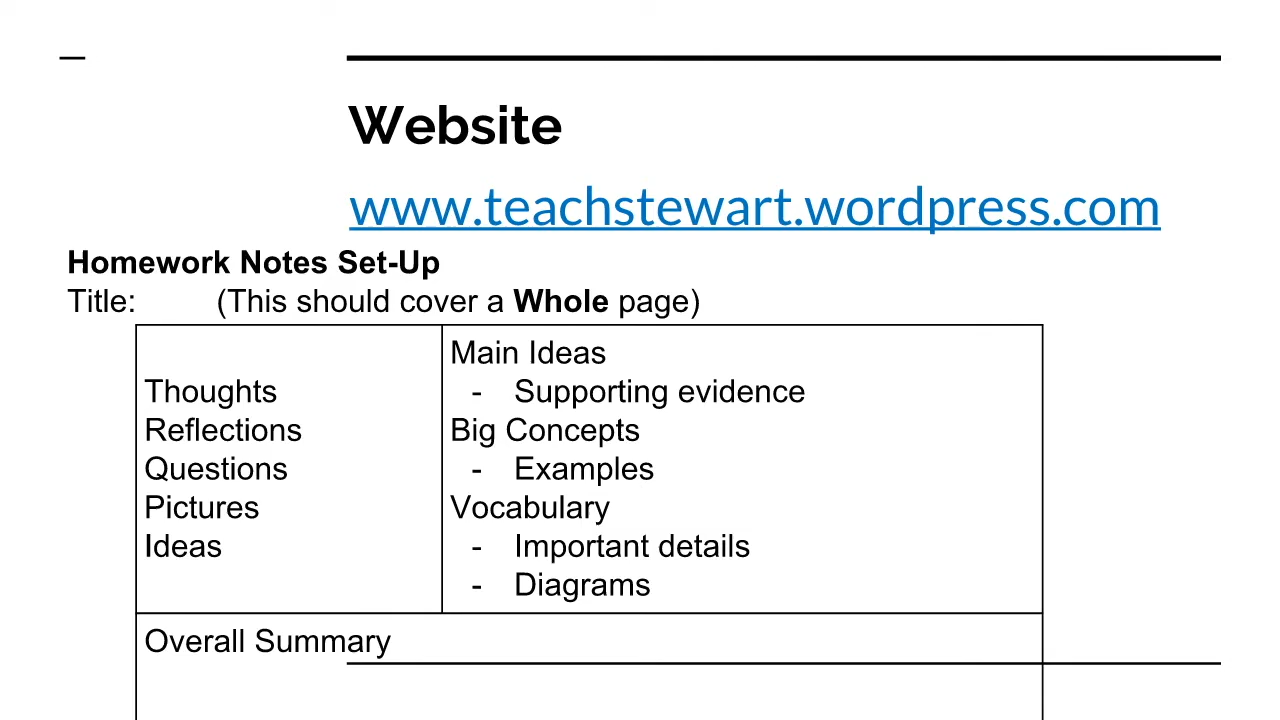 Website
www.teachstewart.wordpress.com
Homework Notes Set-Up
Title: (This should cover a Whole page)
Thoughts
Reflections
Questions
Pictures
Ideas
Main Ideas
- Supporting evidence
Big Concepts
- Examples
Vocabulary
- Important details
- Diagrams
Overall Summary